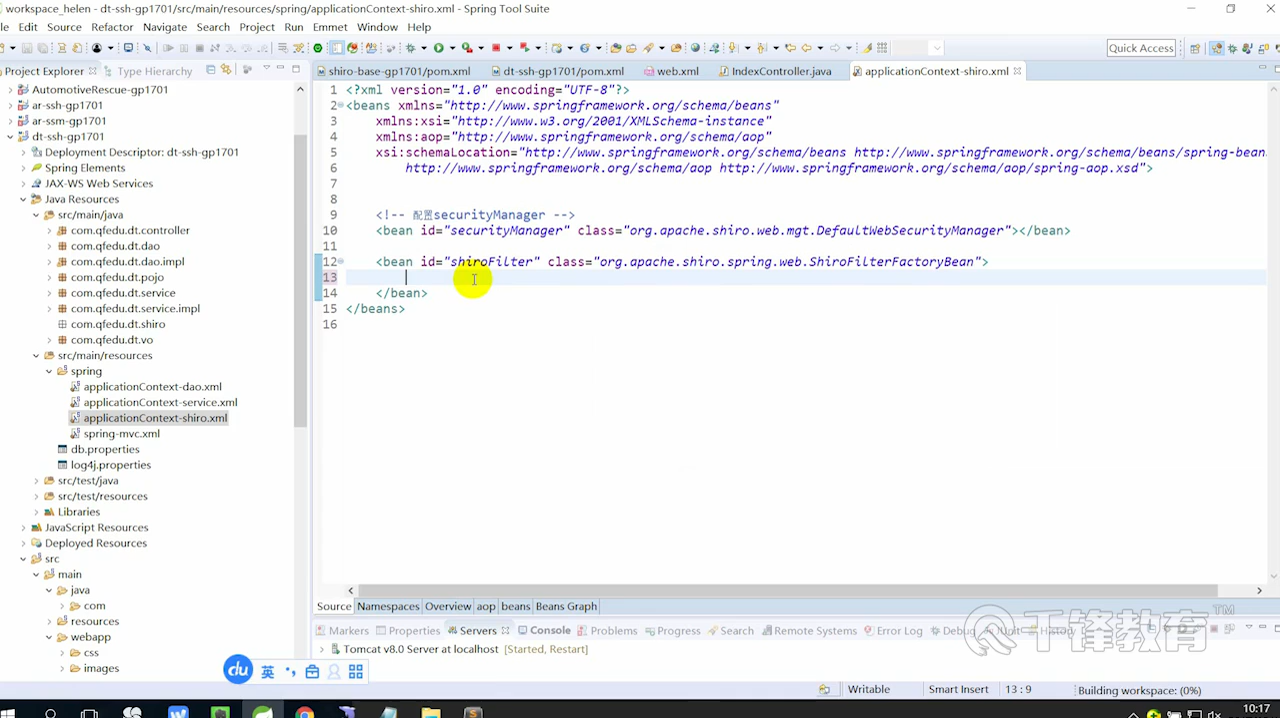 workspace_helen - dt-ssh-gp1701/src/main/resources/spring/applicationContext-shiro.xml - Spring Tool Suite
le Edit Source Refactor Navigate Search Project Run Emmet Window Help
Quick Access
Project Explorer Type Hierarchy
shiro-base-gp1701/pom.xml dt-ssh-gp1701/pom.xml web.xml IndexController.java applicationContext-shiro.xml
AutomotiveRescue-gp1701
ar-ssh-gp1701
ar-ssm-gp1701
dt-ssh-gp1701
Deployment Descriptor: dt-ssh-gp1701
Spring Elements
JAX-WS Web Services
Java Resources
src/main/java
com.qfedu.dt.controller
com.qfedu.dt.dao
com.qfedu.dt.dao.impl
com.qfedu.dt.pojo
com.qfedu.dt.service
com.qfedu.dt.service.impl
com.qfedu.dt.shiro
com.qfedu.dt.vo
src/main/resources
spring
applicationContext-dao.xml
applicationContext-service.xml
applicationContext-shiro.xml
spring-mvc.xml
db.properties
log4j.properties
src/test/java
src/test/resources
Libraries
JavaScript Resources
Deployed Resources
src
main
java
com
resources
webapp
css
images
1 <?xml version="1.0" encoding="UTF-8"?>
2 <beans xmlns="http://www.springframework.org/schema/beans"
3 xmlns:xsi="http://www.w3.org/2001/XMLSchema-instance"
4 xmlns:aop="http://www.springframework.org/schema/aop"
5 xsi:schemaLocation="http://www.springframework.org/schema/beans http://www.springframework.org/schema/beans/spring-bean
6 http://www.springframework.org/schema/aop http://www.springframework.org/schema/aop/spring-aop.xsd">
7
8
9 <!-- 配置securityManager -->
10 <bean id="securityManager" class="org.apache.shiro.web.mgt.DefaultWebSecurityManager"></bean>
11
12 <bean id="shiroFilter" class="org.apache.shiro.spring.web.ShiroFilterFactoryBean">
13
14 </bean>
15 </beans>
16
Source Namespaces Overview aop beans Beans Graph
Markers Properties Servers Console Problems Progress Search Remote Systems Error Log Debug JUnit History
Tomcat v8.0 Server at localhost [Started, Restart]
千锋教育 TM
du 英
Writable Smart Insert 13 : 9 Building workspace: (0%)
10:17